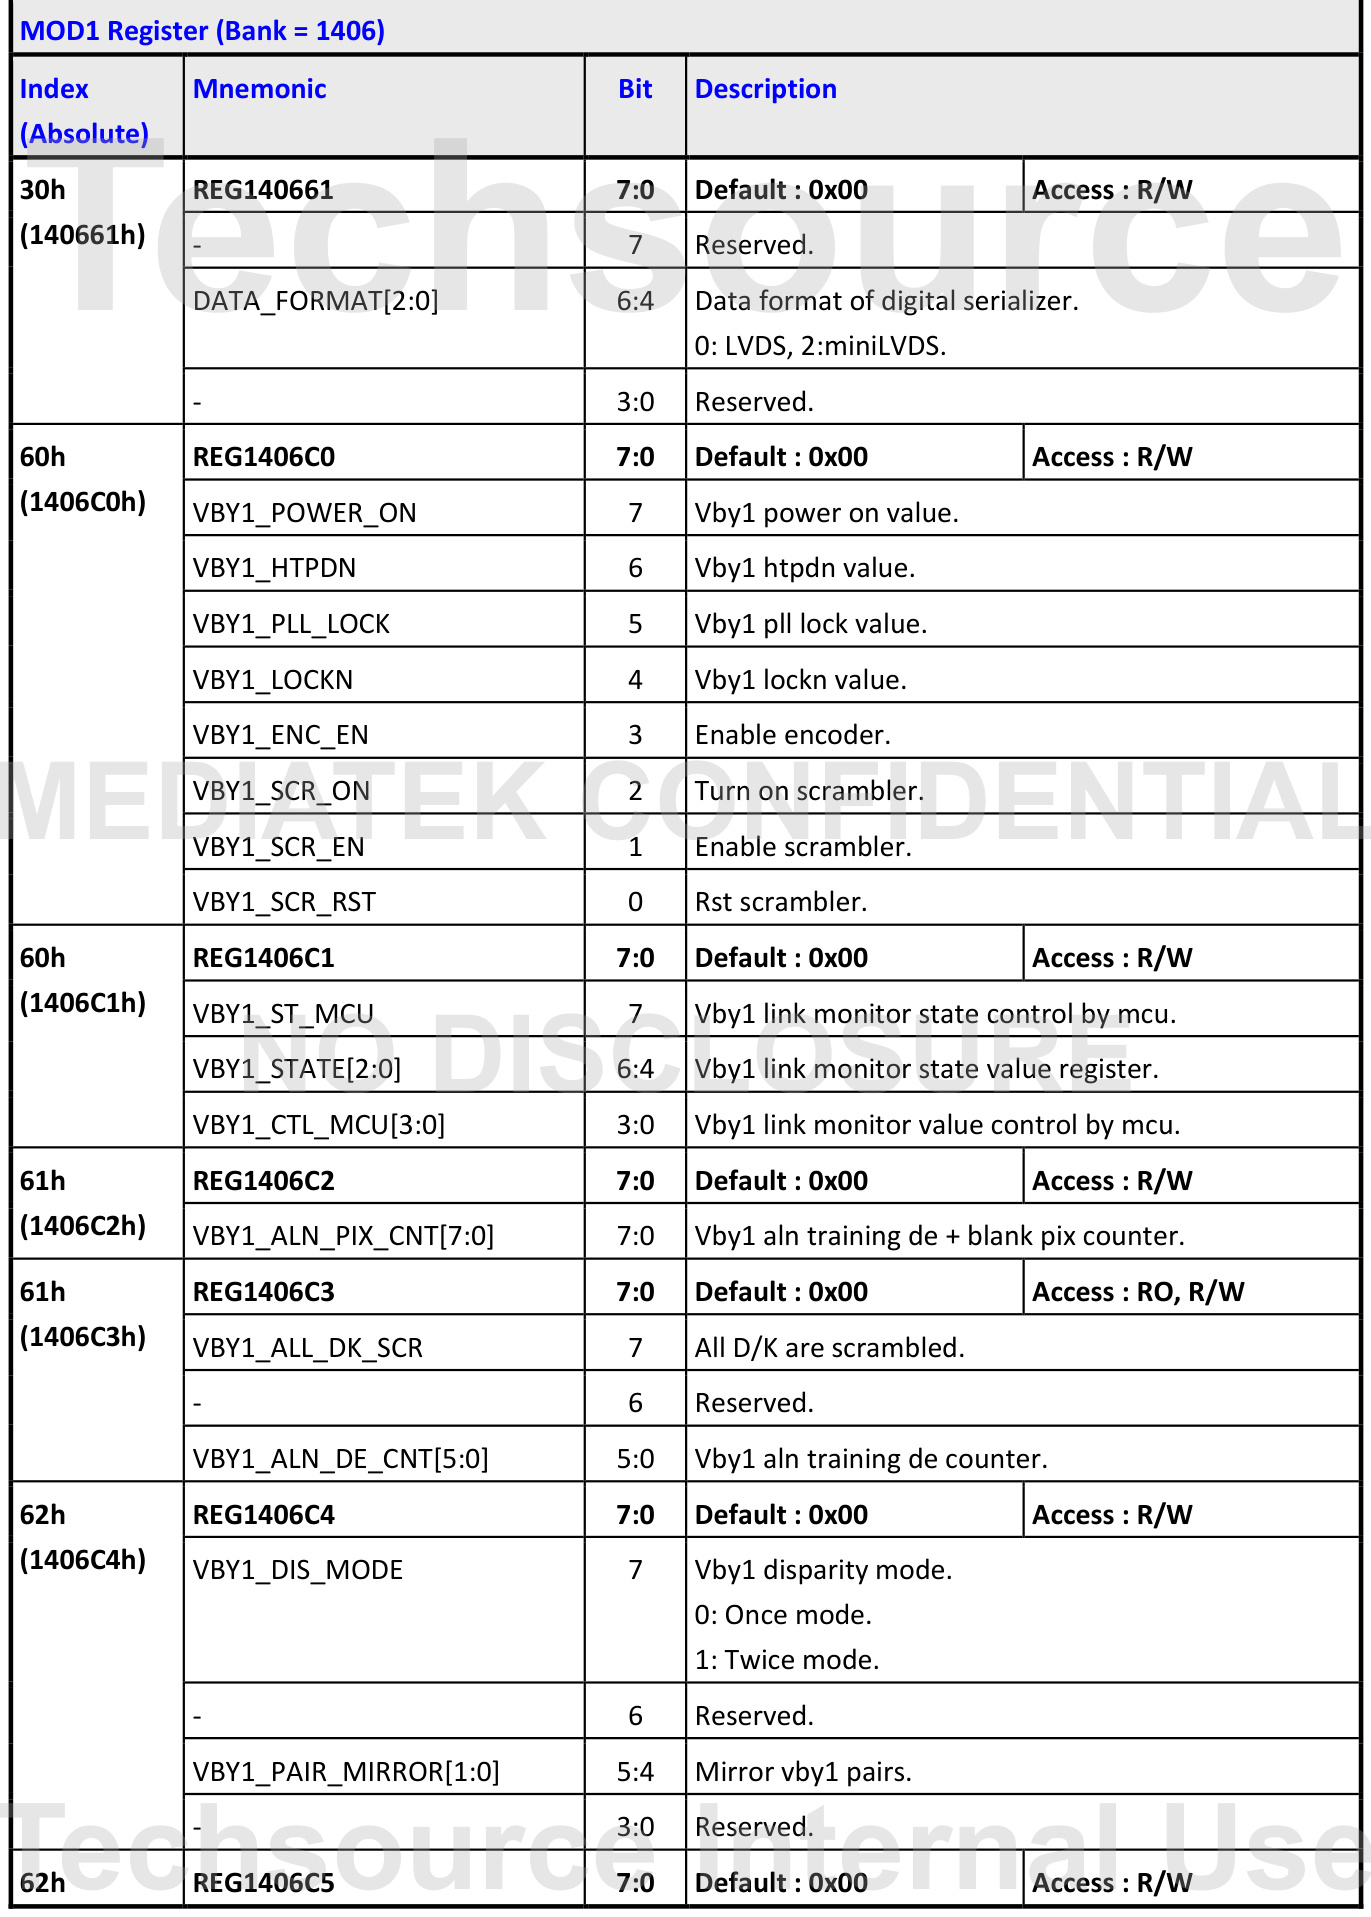 MOD1 Register (Bank = 1406)
Index (Absolute) Mnemonic Bit Description
30h (140661h) REG140661 7:0 Default : 0x00 Access : R/W
- 7 Reserved.
DATA_FORMAT[2:0] 6:4 Data format of digital serializer.
0: LVDS, 2:miniLVDS.
- 3:0 Reserved.
60h (1406C0h) REG1406C0 7:0 Default : 0x00 Access : R/W
VBY1_POWER_ON 7 Vby1 power on value.
VBY1_HTPDN 6 Vby1 htpdn value.
VBY1_PLL_LOCK 5 Vby1 pll lock value.
VBY1_LOCKN 4 Vby1 lockn value.
VBY1_ENC_EN 3 Enable encoder.
VBY1_SCR_ON 2 Turn on scrambler.
VBY1_SCR_EN 1 Enable scrambler.
VBY1_SCR_RST 0 Rst scrambler.
60h (1406C1h) REG1406C1 7:0 Default : 0x00 Access : R/W
VBY1_ST_MCU 7 Vby1 link monitor state control by mcu.
VBY1_STATE[2:0] 6:4 Vby1 link monitor state value register.
VBY1_CTL_MCU[3:0] 3:0 Vby1 link monitor value control by mcu.
61h (1406C2h) REG1406C2 7:0 Default : 0x00 Access : R/W
VBY1_ALN_PIX_CNT[7:0] 7:0 Vby1 aln training de + blank pix counter.
61h (1406C3h) REG1406C3 7:0 Default : 0x00 Access : RO, R/W
VBY1_ALL_DK_SCR 7 All D/K are scrambled.
- 6 Reserved.
VBY1_ALN_DE_CNT[5:0] 5:0 Vby1 aln training de counter.
62h (1406C4h) REG1406C4 7:0 Default : 0x00 Access : R/W
VBY1_DIS_MODE 7 Vby1 disparity mode.
0: Once mode.
1: Twice mode.
- 6 Reserved.
VBY1_PAIR_MIRROR[1:0] 5:4 Mirror vby1 pairs.
- 3:0 Reserved.
62h REG1406C5 7:0 Default : 0x00 Access : R/W
Techsource
MEDIATEK CONFIDENTIAL
NO DISCLOSURE
Techsource Internal Use